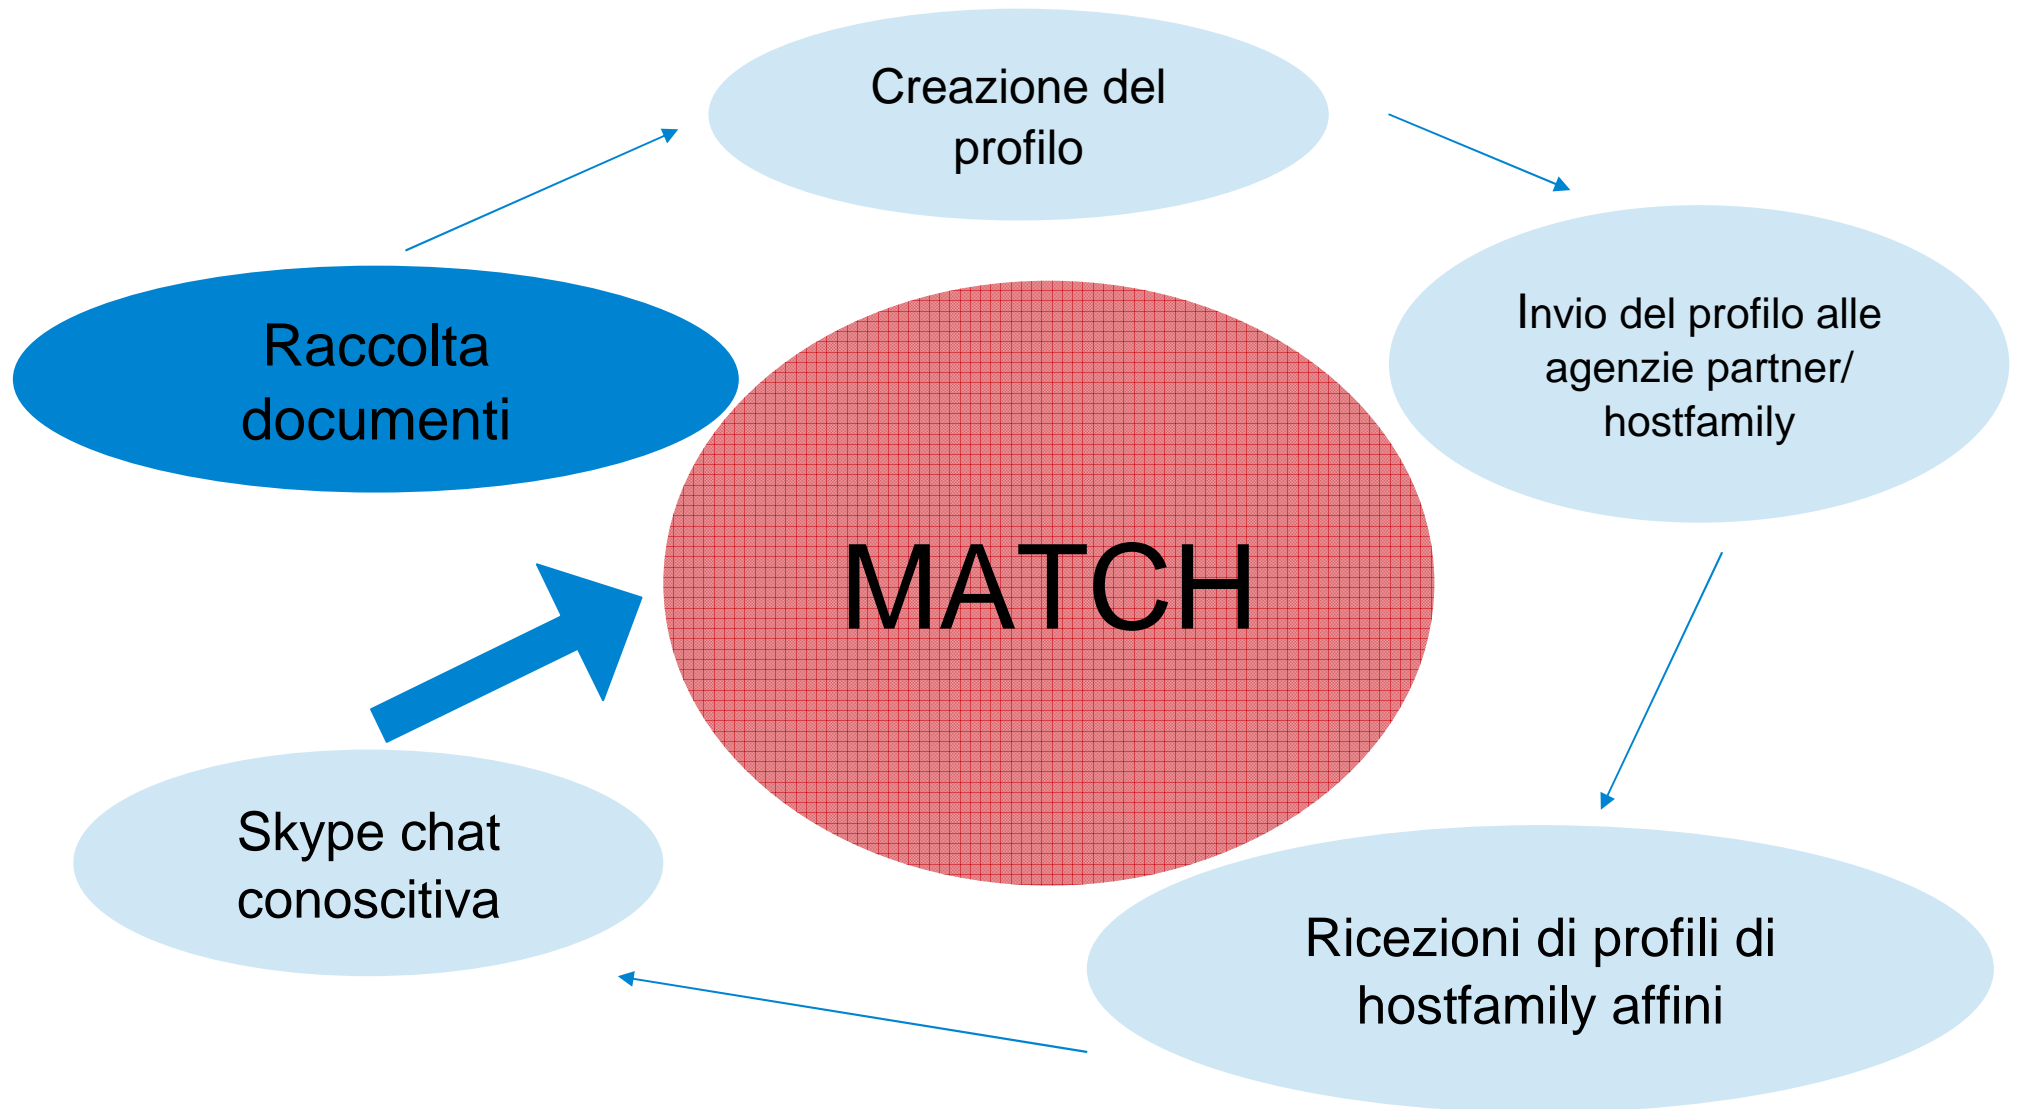 Creazione del
profilo
Raccolta
documenti
Invio del profilo alle
agenzie partner/
hostfamily
MATCH
Skype chat
conoscitiva
Ricezioni di profili di
hostfamily affini